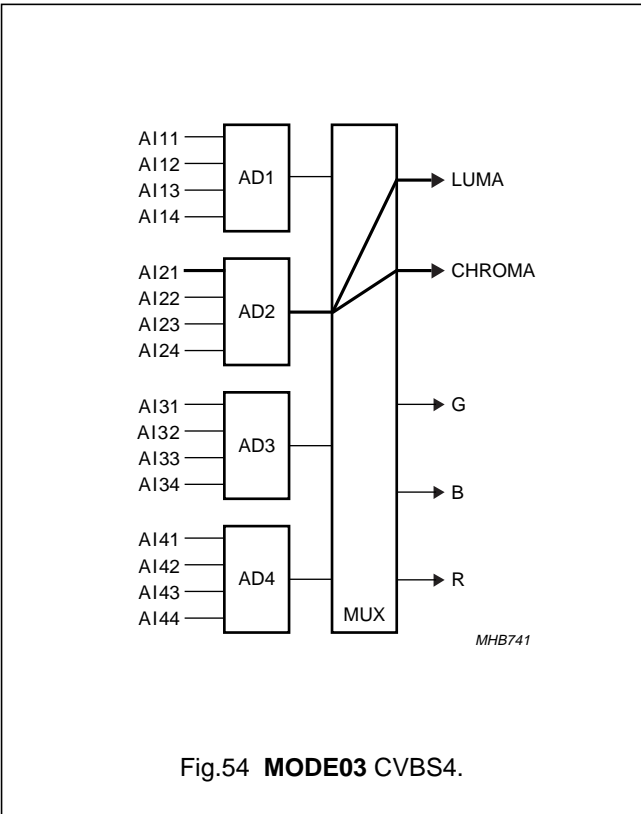 AI11
AI12
AI13
AI14
AD1
LUMA
AI21
AI22
AI23
AI24
AD2
CHROMA
AI31
AI32
AI33
AI34
AD3
G
B
AI41
AI42
AI43
AI44
AD4
R
MUX
MHB741
Fig.54 MODE03 CVBS4.